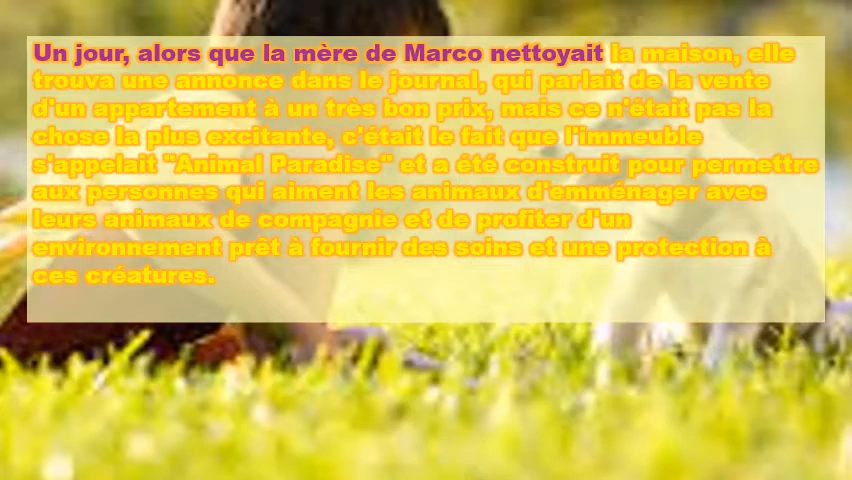 Un jour, alors que la mère de Marco nettoyait la maison, elle
trouva une annonce dans le journal, qui parlait de la vente
d'un appartement à un très bon prix, mais ce n'était pas la
chose la plus excitante, c'était le fait que l'immeuble
s'appelait "Animal Paradise" et a été construit pour permettre
aux personnes qui aiment les animaux d'emménager avec
leurs animaux de compagnie et de profiter d'un
environnement prêt à fournir des soins et une protection à
ces créatures.